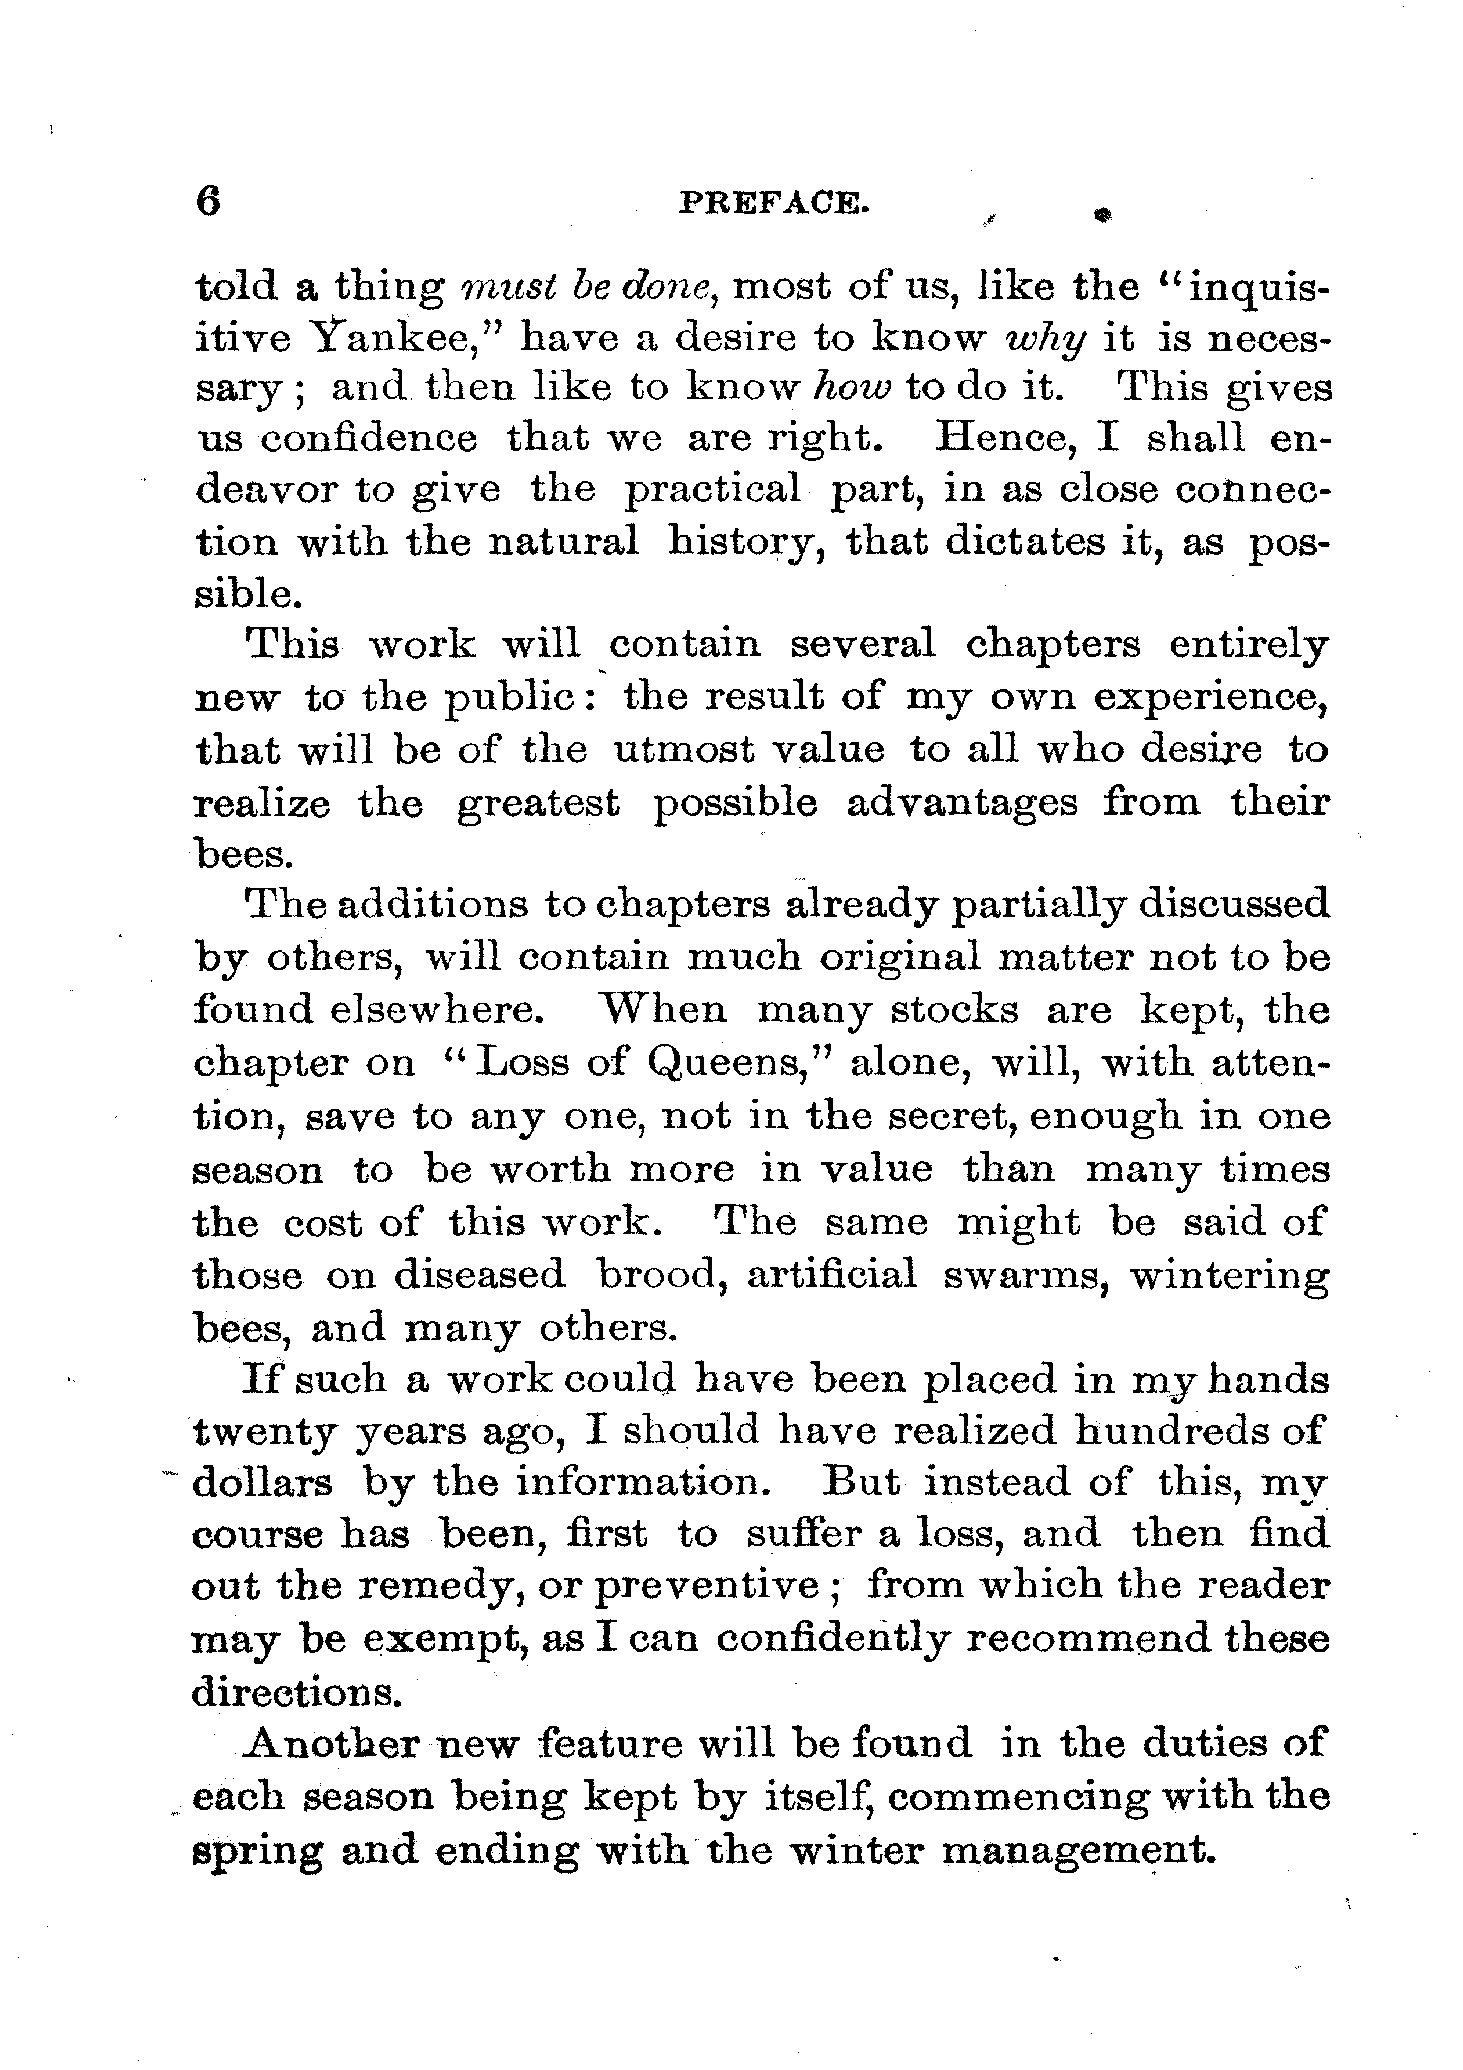 6 PREFACE.
told a thing must be done, most of us, like the “inquis-
itive Yankee,” have a desire to know why it is neces-
sary ; and then like to know how to do it. This gives
us confidence that we are right. Hence, I shall en-
deavor to give the practical part, in as close connec-
tion with the natural history, that dictates it, as pos-
sible.
This work will contain several chapters entirely
new to the public : the result of my own experience,
that will be of the utmost value to all who desire to
realize the greatest possible advantages from their
bees.
The additions to chapters already partially discussed
by others, will contain much original matter not to be
found elsewhere. When many stocks are kept, the
chapter on “Loss of Queens,” alone, will, with atten-
tion, save to any one, not in the secret, enough in one
season to be worth more in value than many times
the cost of this work. The same might be said of
those on diseased brood, artificial swarms, wintering
bees, and many others.
If such a work could have been placed in my hands
twenty years ago, I should have realized hundreds of
dollars by the information. But instead of this, my
course has been, first to suffer a loss, and then find
out the remedy, or preventive ; from which the reader
may be exempt, as I can confidently recommend these
directions.
Another new feature will be found in the duties of
each season being kept by itself, commencing with the
spring and ending with the winter management.